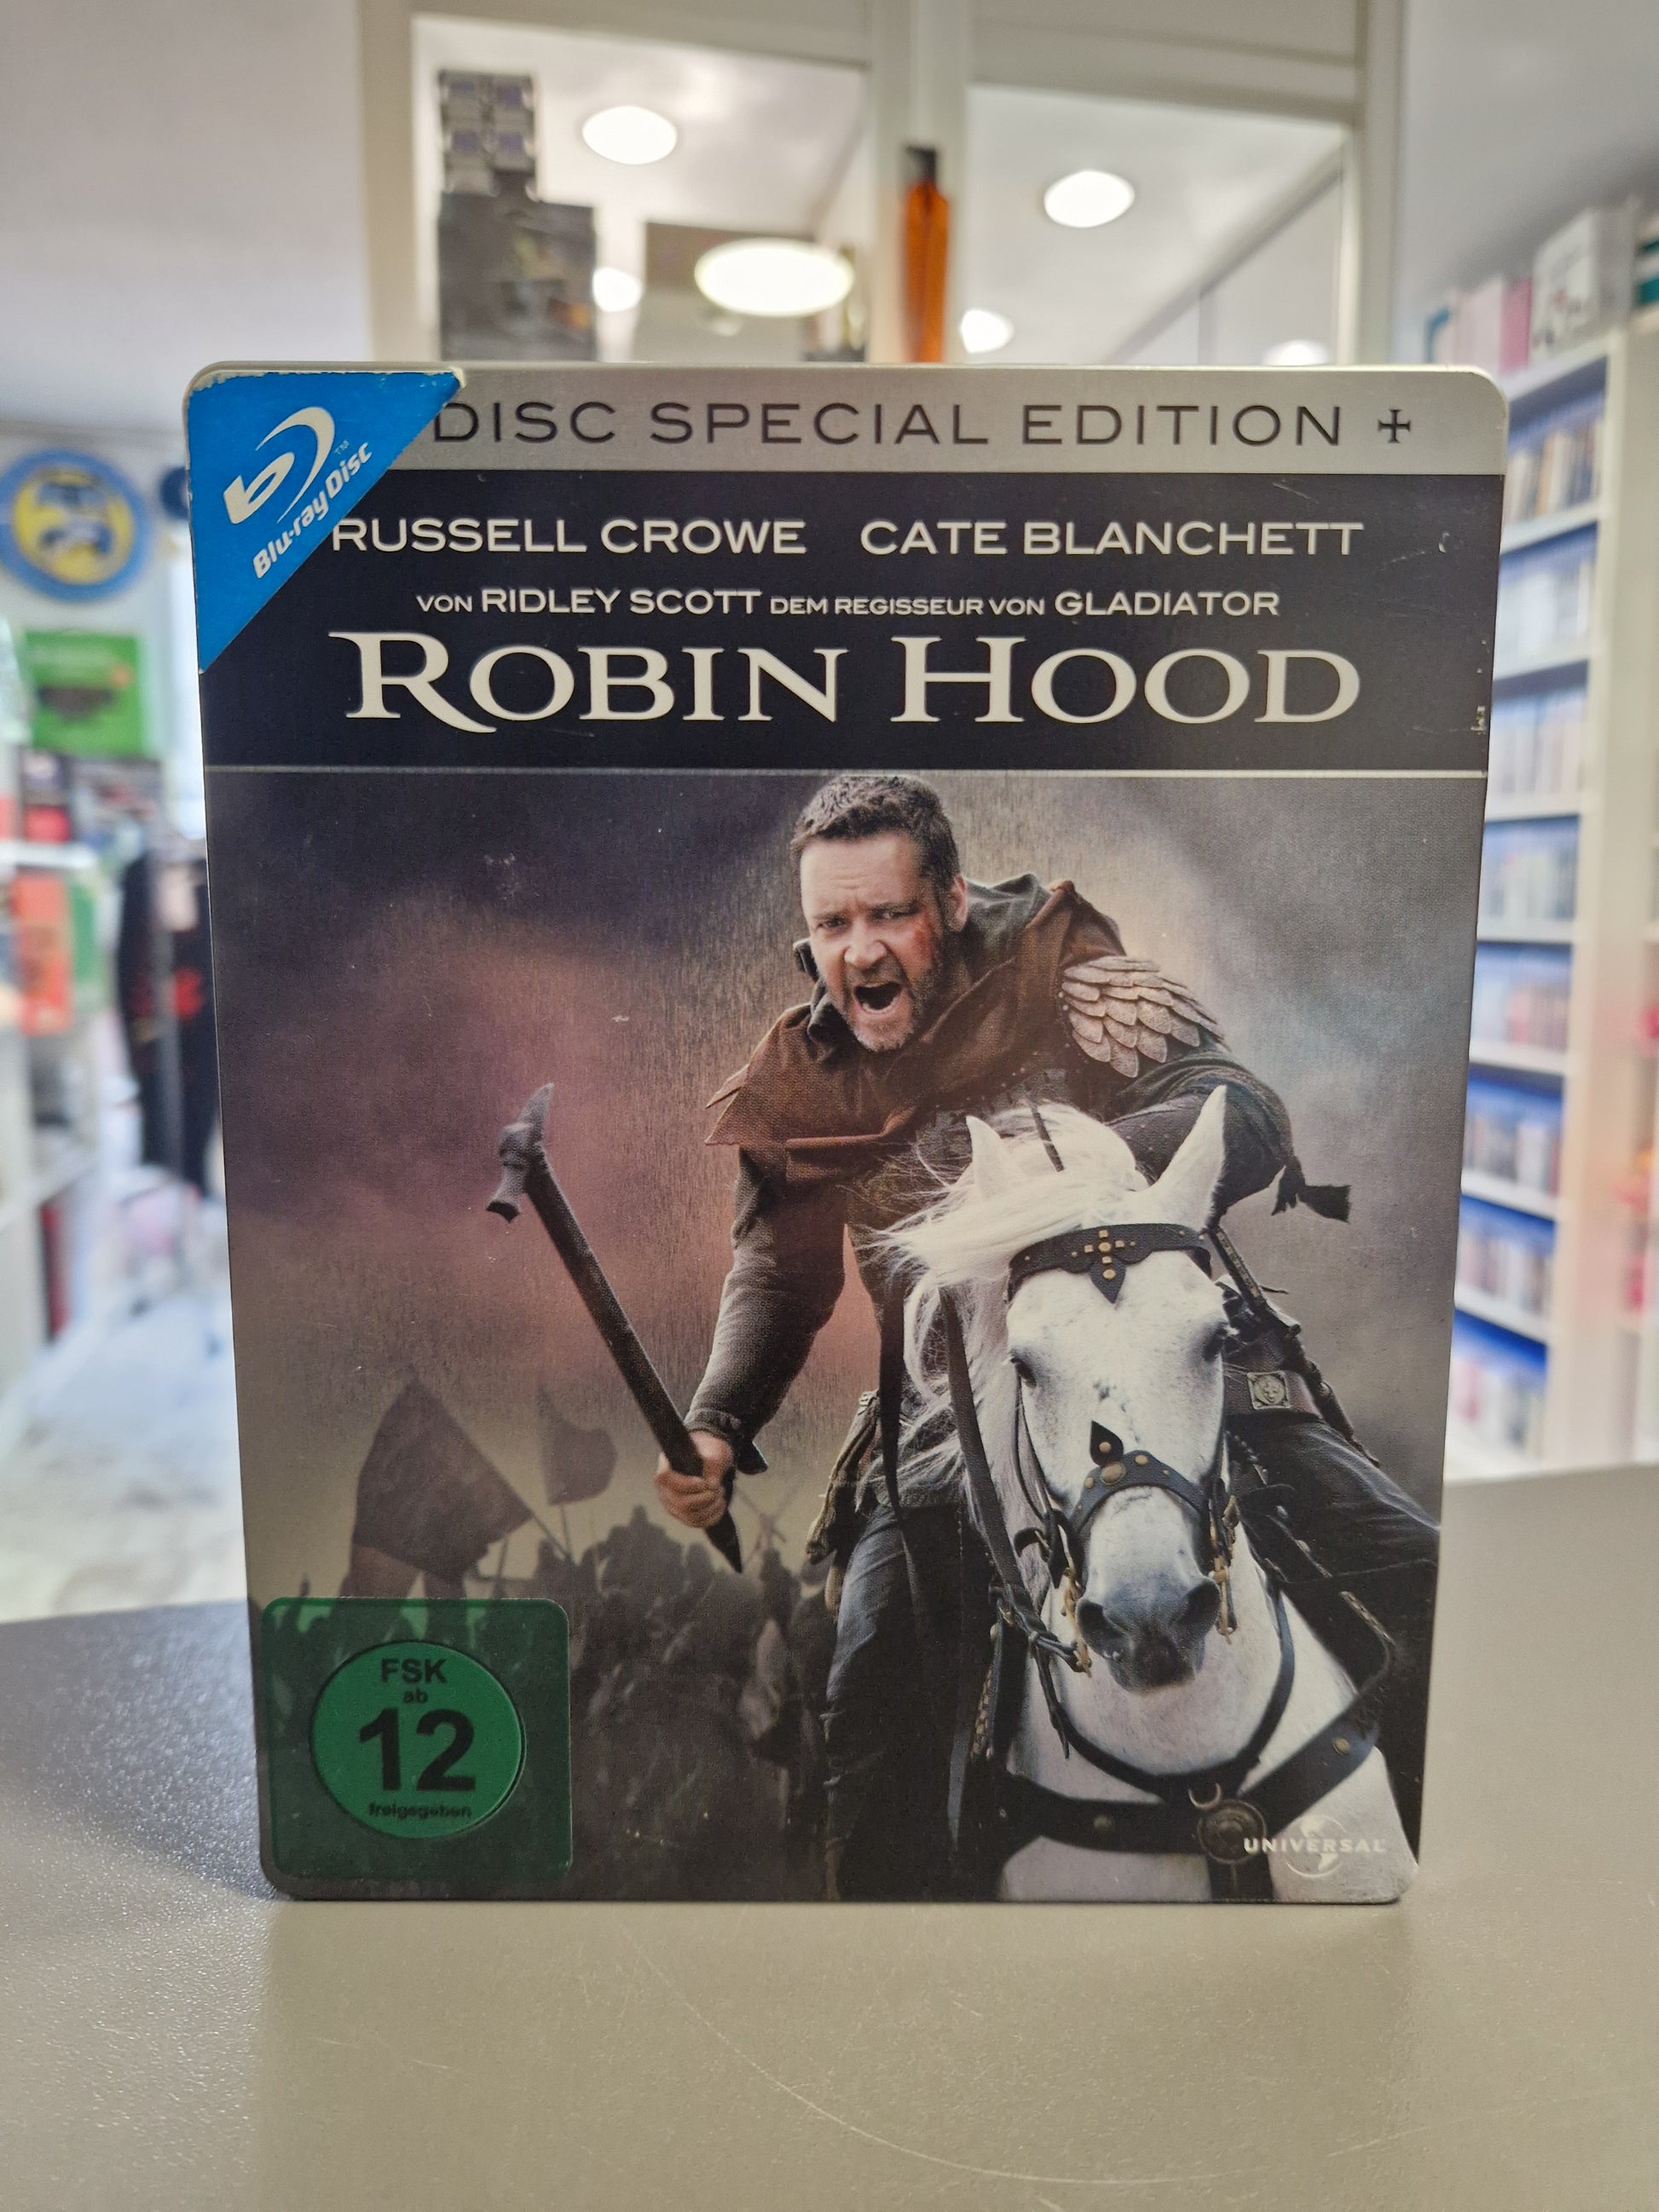 DISC SPECIAL EDITION
Blu-ray Disc™
RUSSELL CROWE CATE BLANCHETT
VON RIDLEY SCOTT DEM REGISSEUR VON GLADIATOR
ROBIN HOOD
FSK
ab
12
freigegeben
UNIVERSAL